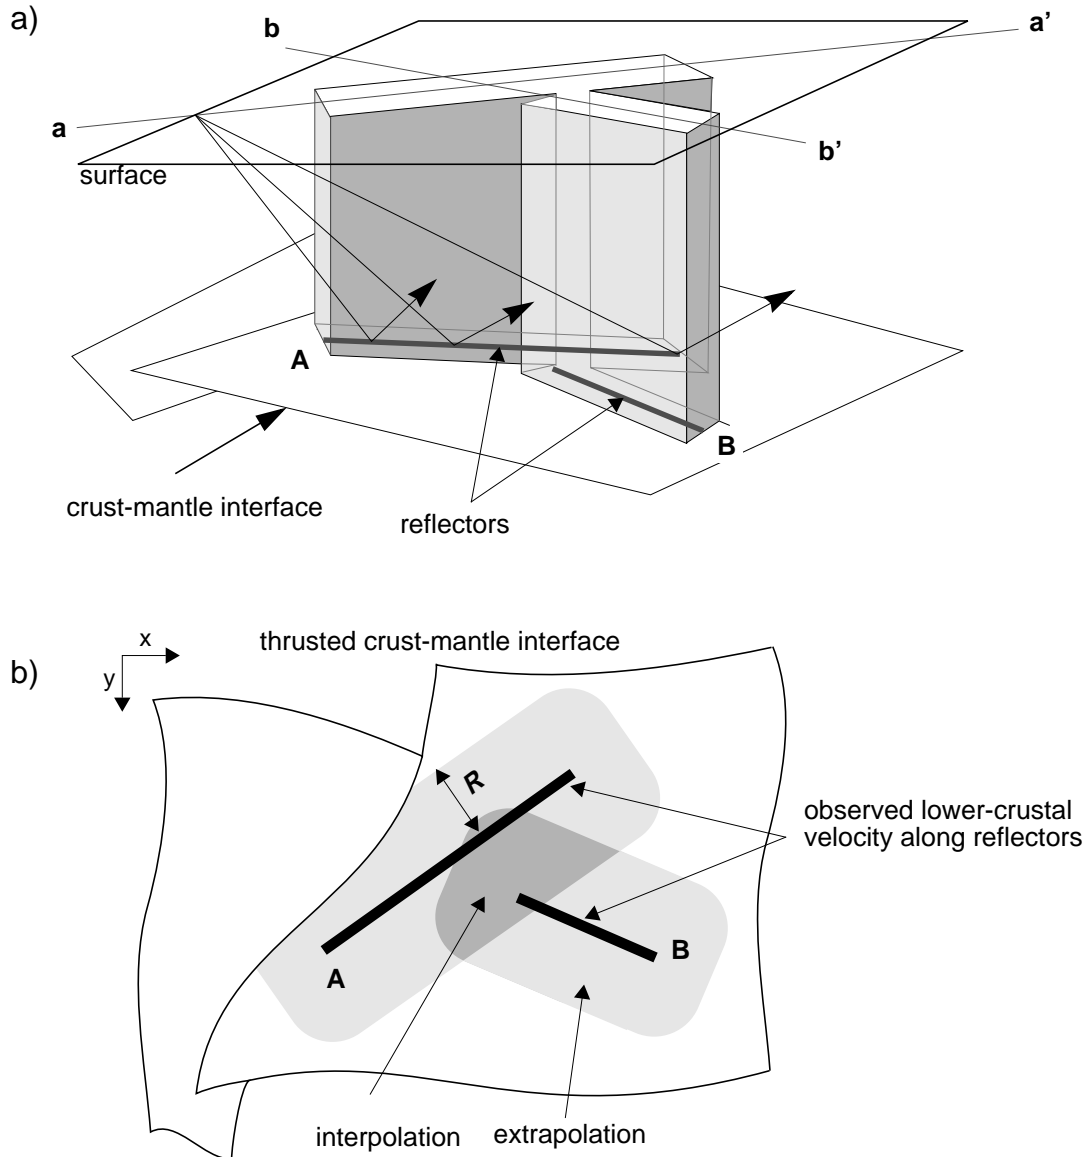 a)
b
a’
a
b’
surface
A
B
crust-mantle interface
reflectors
x
thrusted crust-mantle interface
b)
y
R
observed lower-crustal
velocity along reflectors
B
A
interpolation
extrapolation